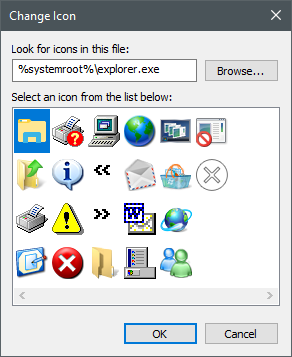 Change Icon
Look for icons in this file:
%systemroot%\explorer.exe
Browse...
Select an icon from the list below:
W
OK
Cancel